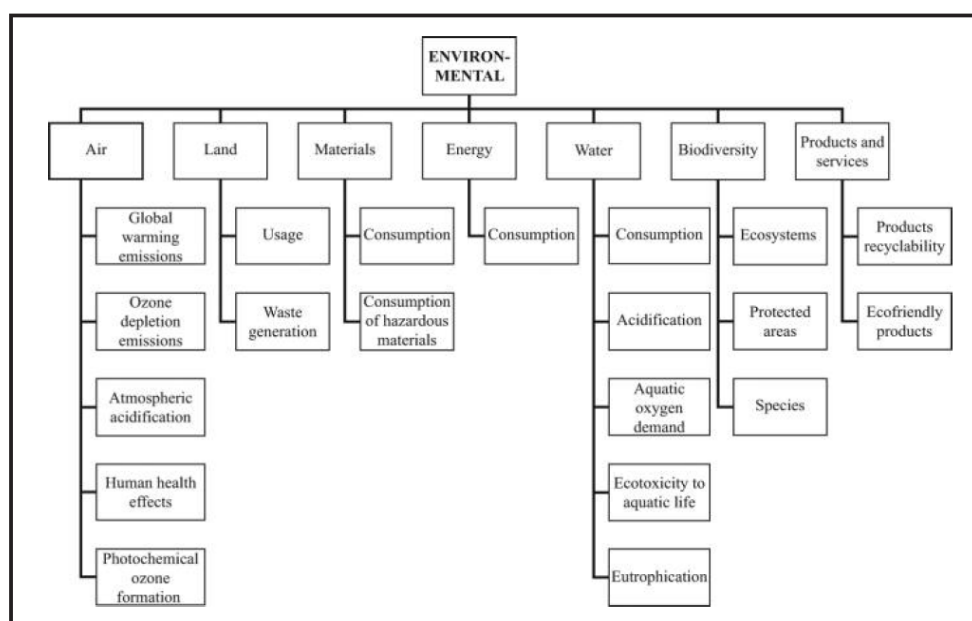 ENVIRON-
MENTAL
Air
Land
Materials
Energy
Water
Biodiversity
Products and
services
Global
warming
emissions
Ozone
depletion
emissions
Atmospheric
acidification
Human health
effects
Photochemical
ozone
formation
Usage
Waste
generation
Consumption
Consumption
of hazardous
materials
Consumption
Consumption
Acidification
Aquatic
oxygen
demand
Ecotoxicity to
aquatic life
Eutrophication
Ecosystems
Protected
areas
Species
Products
recyclability
Ecofriendly
products